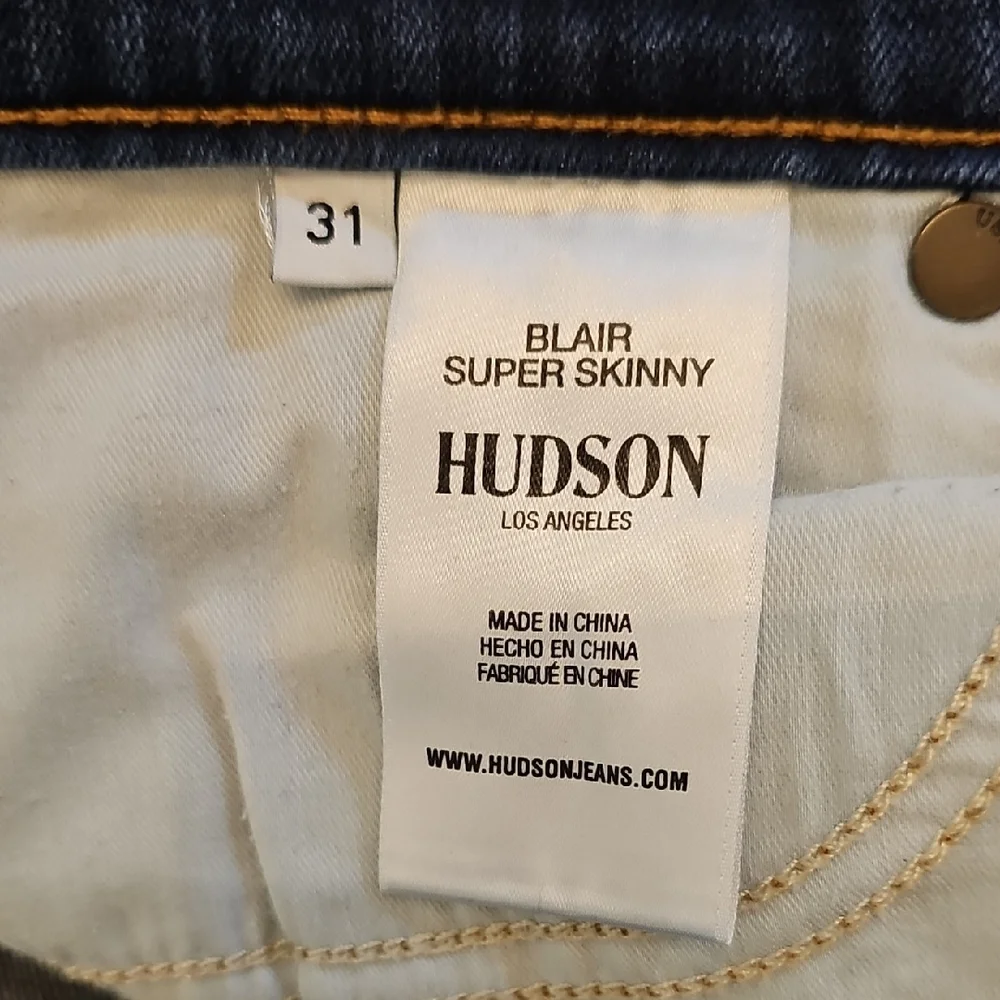 31
BLAIR
SUPER SKINNY
HUDSON
LOS ANGELES
MADE IN CHINA
HECHO EN CHINA
FABRIQUÉ EN CHINE
WWW.HUDSONJEANS.COM